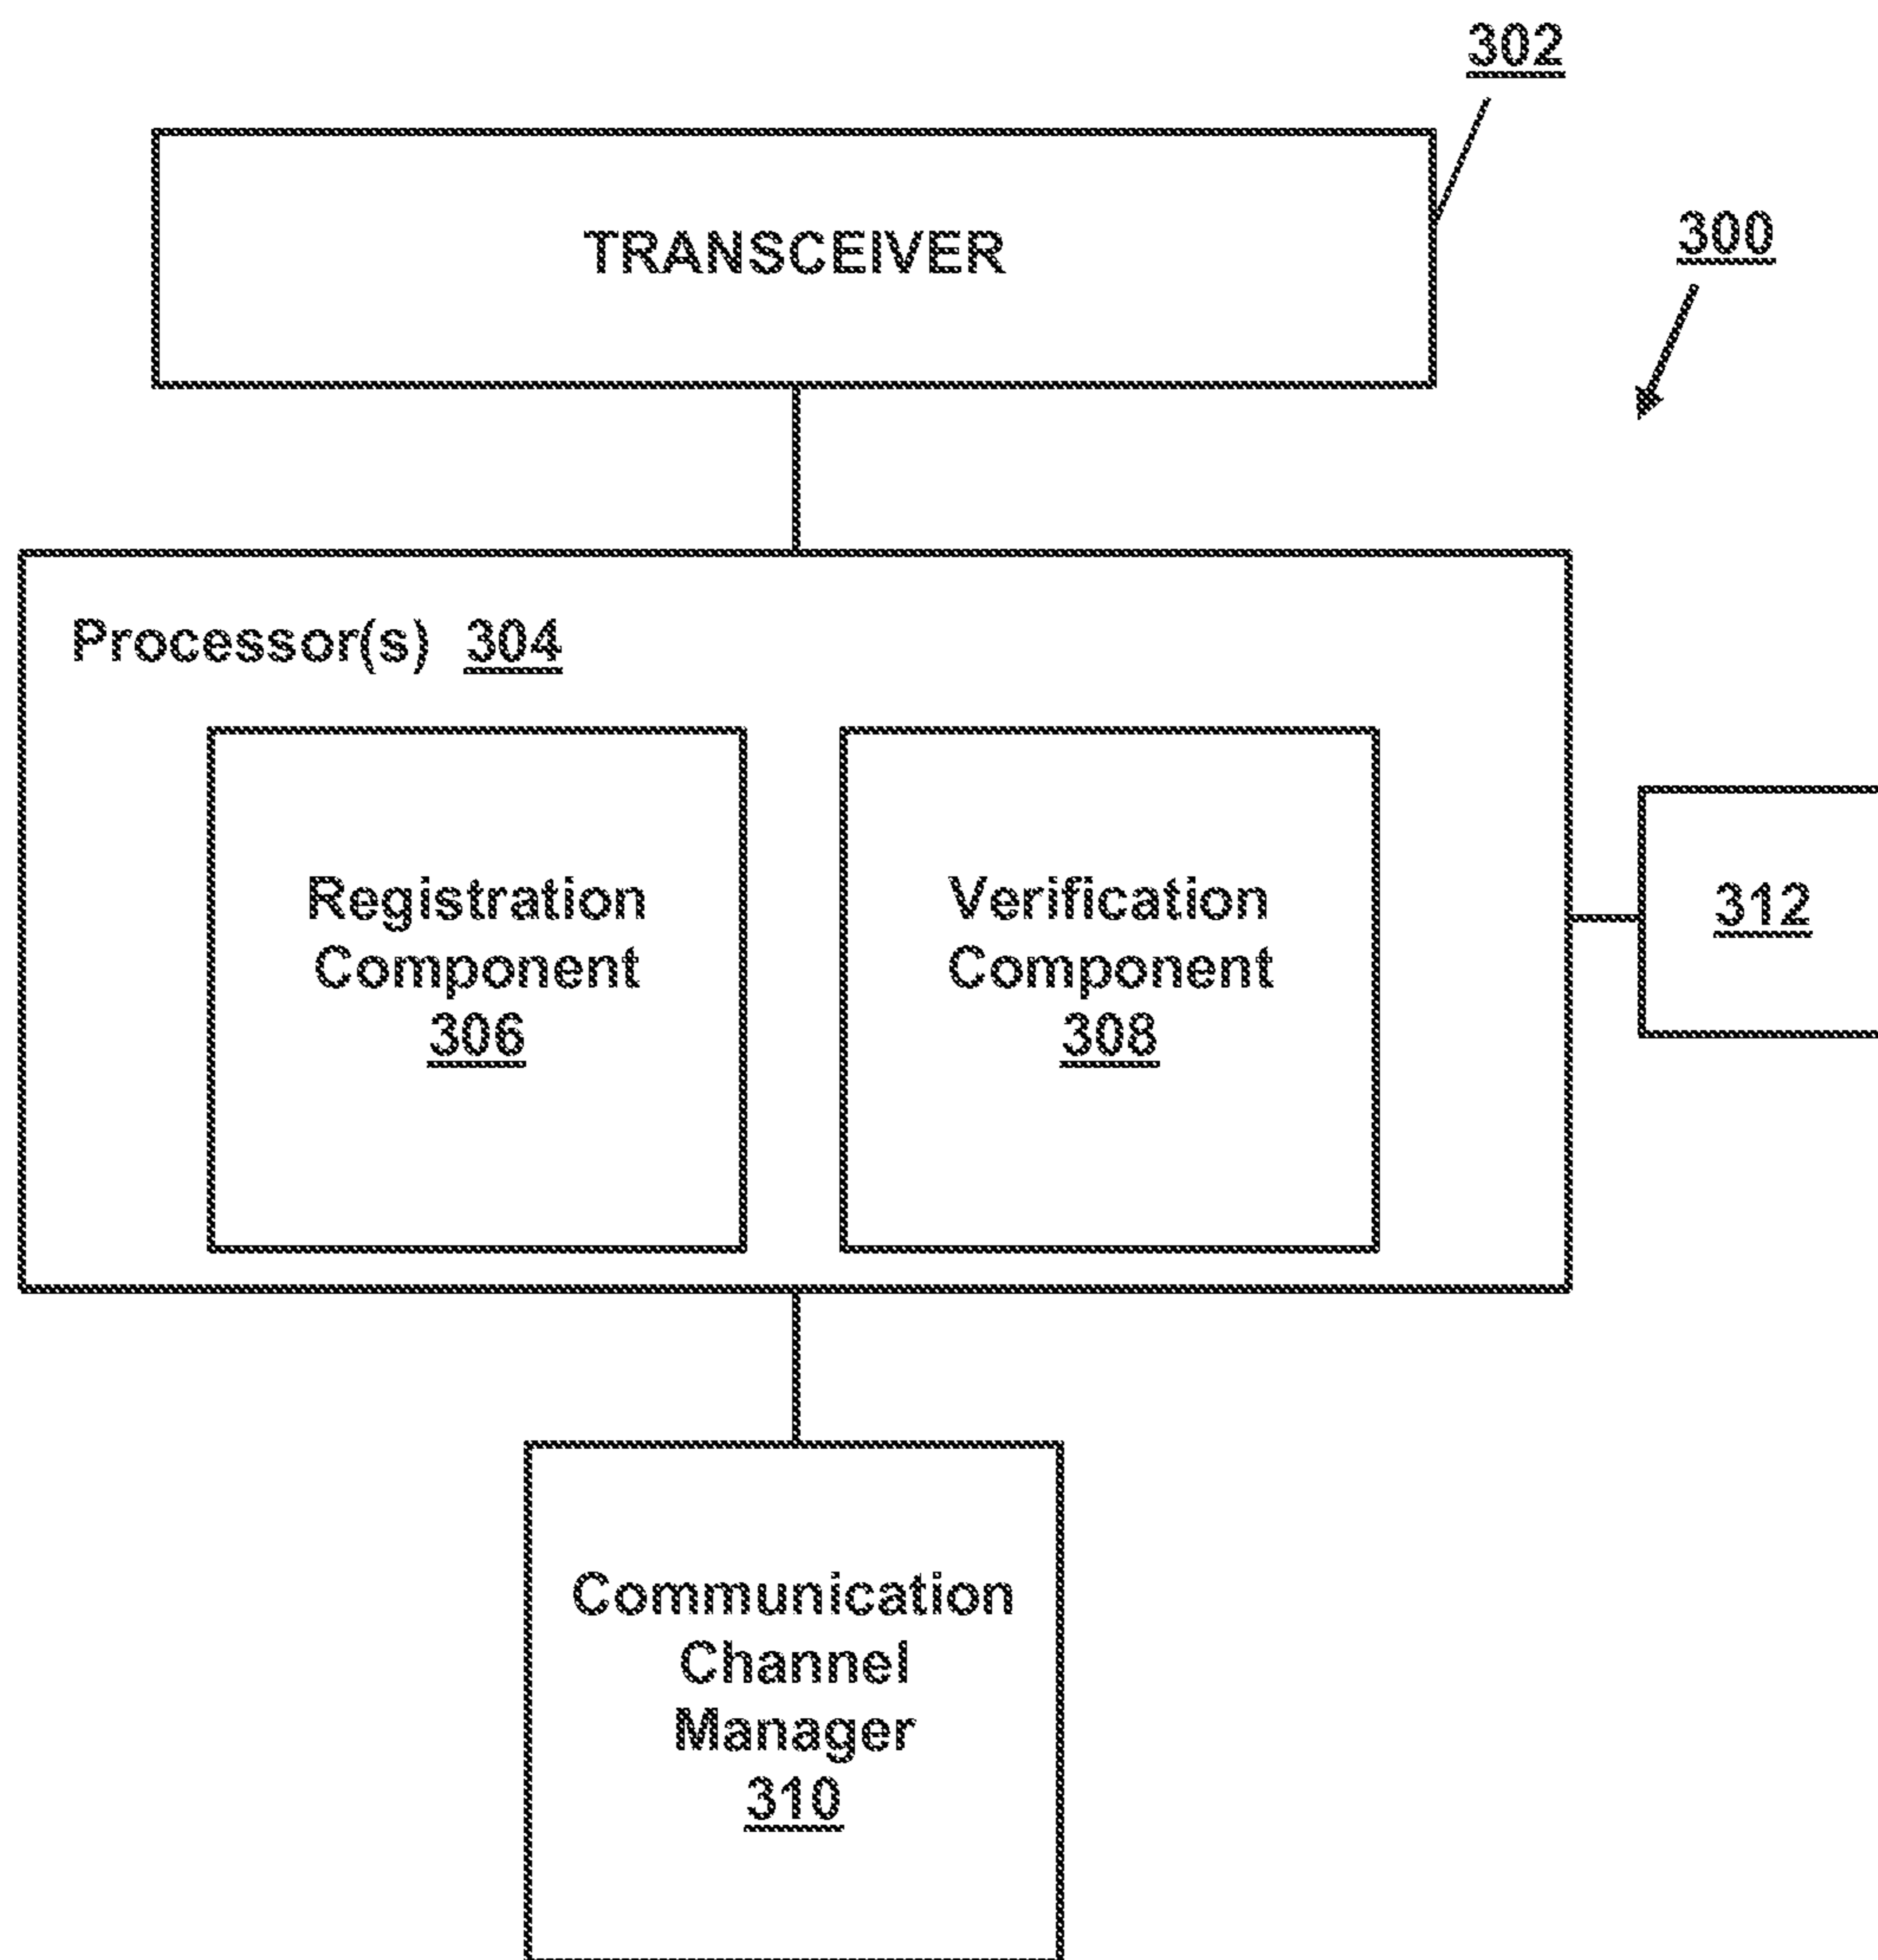 302
TRANSCEIVER
300
Processor(s) 304
Registration
Component
306
Verification
Component
308
312
Communication
Channel
Manager
310